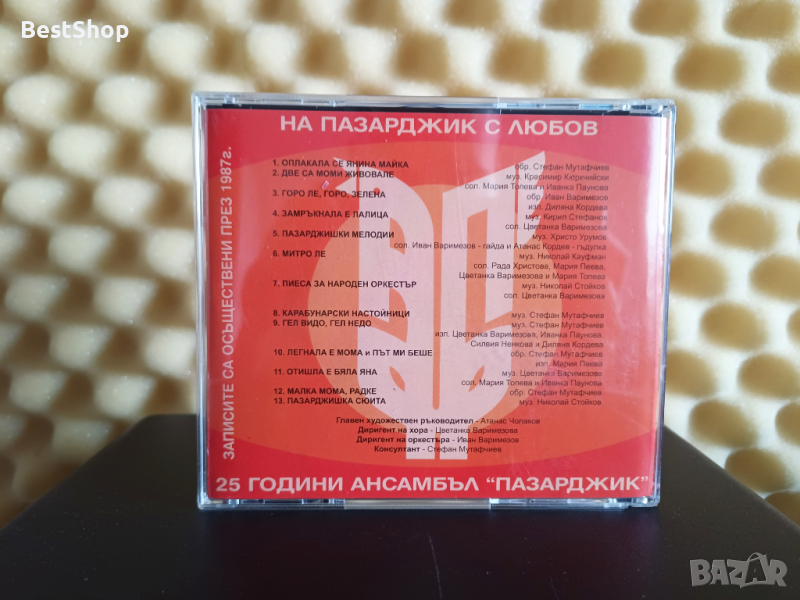 BestShop
НА ПАЗАРДЖИК С ЛЮБОВ
ЗАПИСИТЕ СА ОСЪЩЕСТВЕНИ ПРЕЗ 1987г.
1. ОПЛАКАЛА СЕ ЯНИНА МАЙКА обр. Стефан Мутафчиев
2. ДВЕ САМОМИ ЖИВОВАЛЕ муз. Красимир Кюркчийски
сол. Мария Топева и Иванка Паунова
3. ГОРО ЛЕ, ГОРО, ЗЕЛЕНА обр. Иван Варимезов
изп. Диляна Кордева
4. ЗАМРЪКНАЛА Е ЛАЛИЦА муз. Кирил Стефанов
сол. Цветанка Варимезова
5. ПАЗАРДЖИШКИ МЕЛОДИИ муз. Христо Урумов
сол. Иван Варимезов - гайда и Атанас Кордев - гъдулка
6. МИТРО ЛЕ муз. Николай Кауфман
сол. Рада Христова, Мария Пеева,
Цветанка Варимезова и Мария Топева
7. ПИЕСА ЗА НАРОДЕН ОРКЕСТЪР муз. Николай Стойков
сол. Цветанка Варимезова
8. КАРАБУНАРСКИ НАСТОЙНИЦИ муз. Стефан Мутафчиев
9. ГЕЛ ВИДО, ГЕЛ НЕДО муз. Стефан Мутафчиев
изп. Цветанка Варимезова, Иванка Паунова,
Силвия Ненкова и Диляна Кордева
10. ЛЕГНАЛА Е МОМА и ПЪТ МИ БЕШЕ обр. Стефан Мутафчиев
изп. Мария Пеева
11. ОТИШЛА Е БЯЛА ЯНА муз. Цветанка Варимезова
сол. Мария Топева и Иванка Паунова
12. МАЛКА МОМА, РАДКЕ обр. Стефан Мутафчиев
13. ПАЗАРДЖИШКА СЮИТА муз. Николай Стойков
Главен художествен ръководител - Атанас Чолаков
Диригент на хора - Цветанка Варимезова
Диригент на оркестъра - Иван Варимезов
Консултант - Стефан Мутафчиев
25 ГОДИНИ АНСАМБЪЛ "ПАЗАРДЖИК"
BAZAR